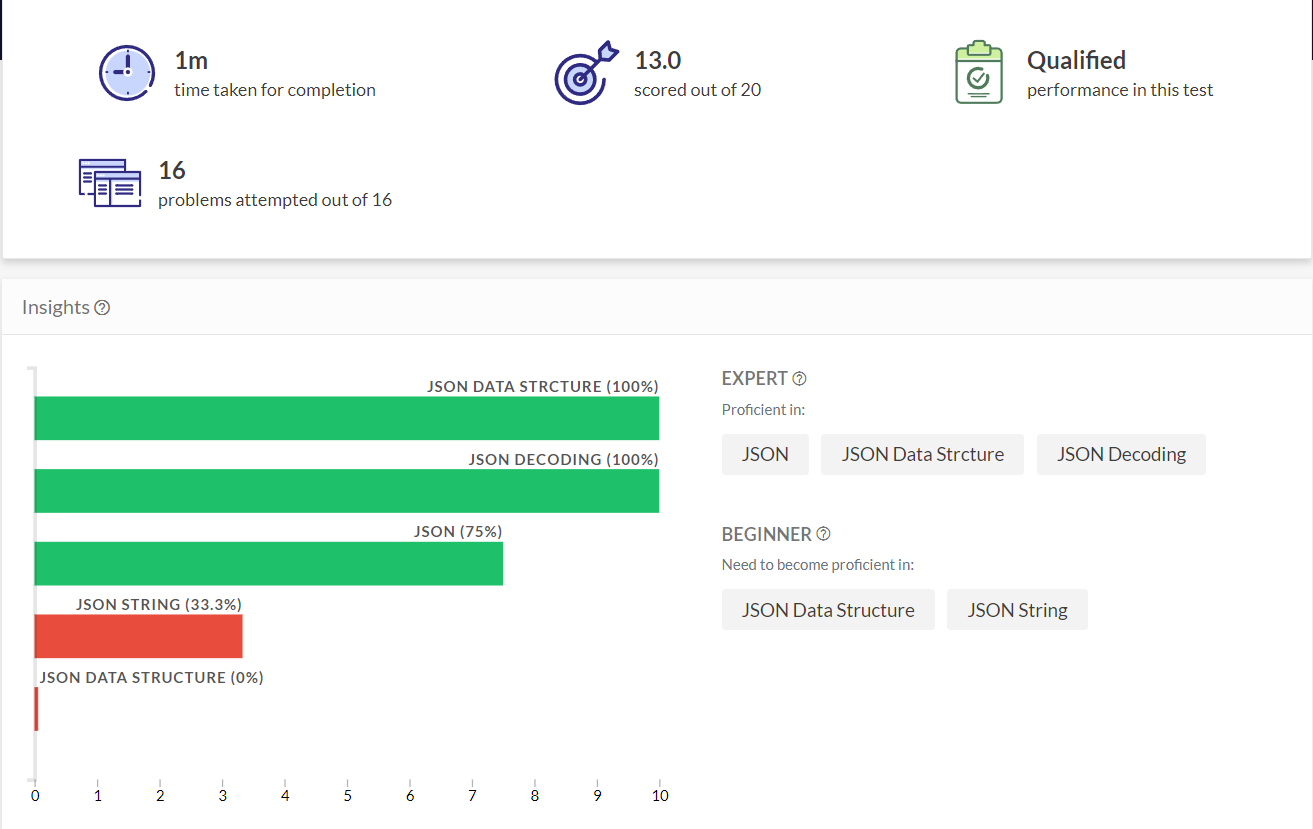 1m
time taken for completion
13.0
scored out of 20
Qualified
performance in this test
16
problems attempted out of 16
Insights
JSON DATA STRCTURE (100%)
JSON DECODING (100%)
JSON (75%)
JSON STRING (33.3%)
JSON DATA STRUCTURE (0%)
0 1 2 3 4 5 6 7 8 9 10
EXPERT
Proficient in:
JSON JSON Data Strcture JSON Decoding
BEGINNER
Need to become proficient in:
JSON Data Structure JSON String